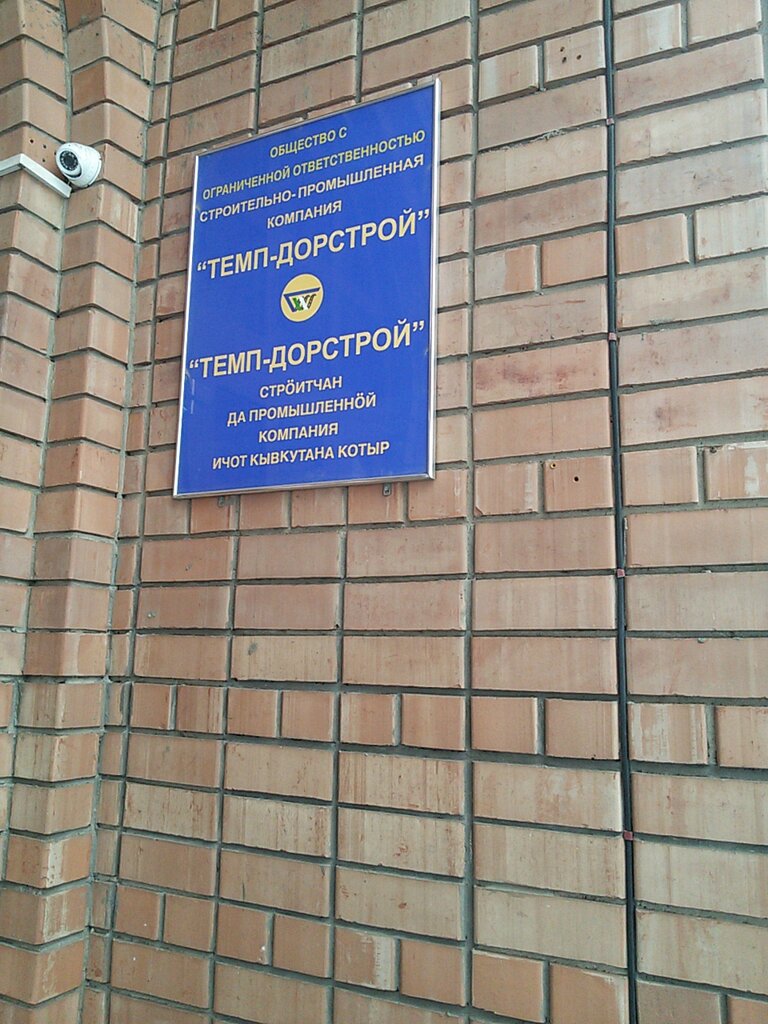 ОБЩЕСТВО С
ОГРАНИЧЕННОЙ ОТВЕТСТВЕННОСТЬЮ
СТРОИТЕЛЬНО-ПРОМЫШЛЕННАЯ
КОМПАНИЯ
“ТЕМП-ДОРСТРОЙ”
“ТЕМП-ДОРСТРОЙ”
СТРÖИТЧАН
ДА ПРОМЫШЛЕННÖЙ
КОМПАНИЯ
ИЧОТ КЫВКУТАНА КОТЫР